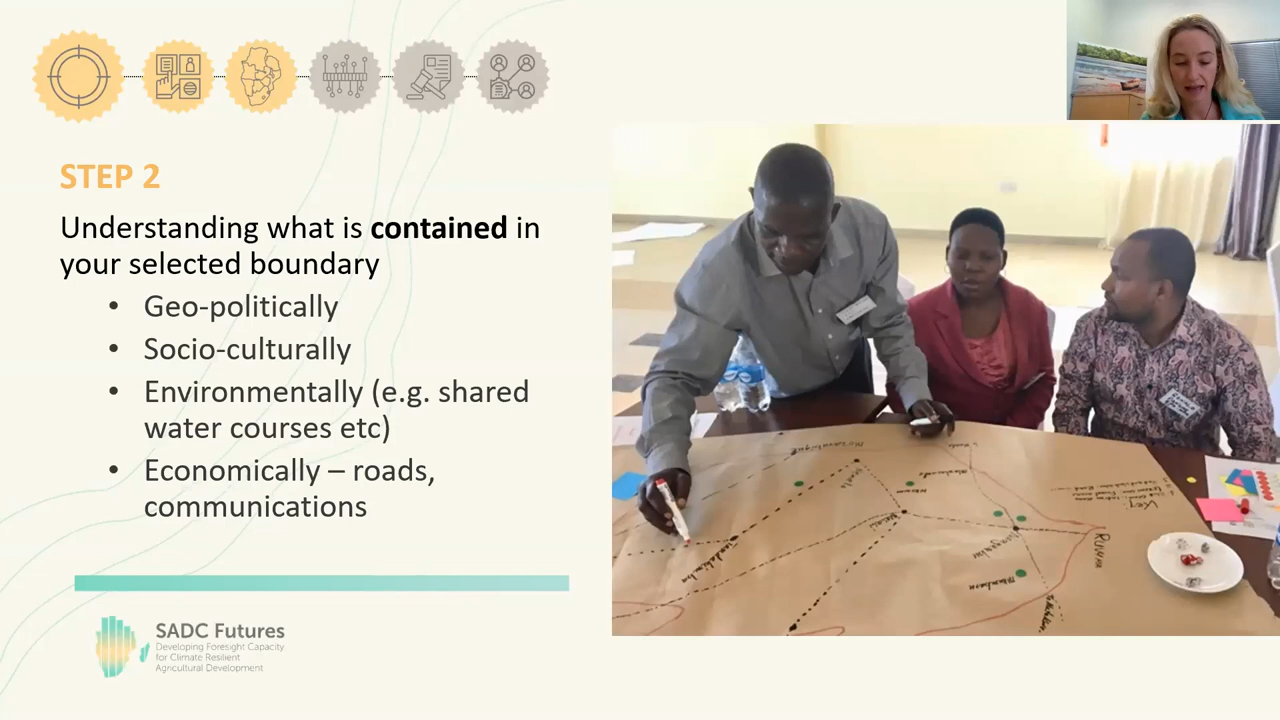 STEP 2
Understanding what is contained in
your selected boundary
• Geo-politically
• Socio-culturally
• Environmentally (e.g. shared
water courses etc)
• Economically – roads,
communications
SADC Futures
Developing Foresight Capacity
for Climate Resilient
Agricultural Development
Key